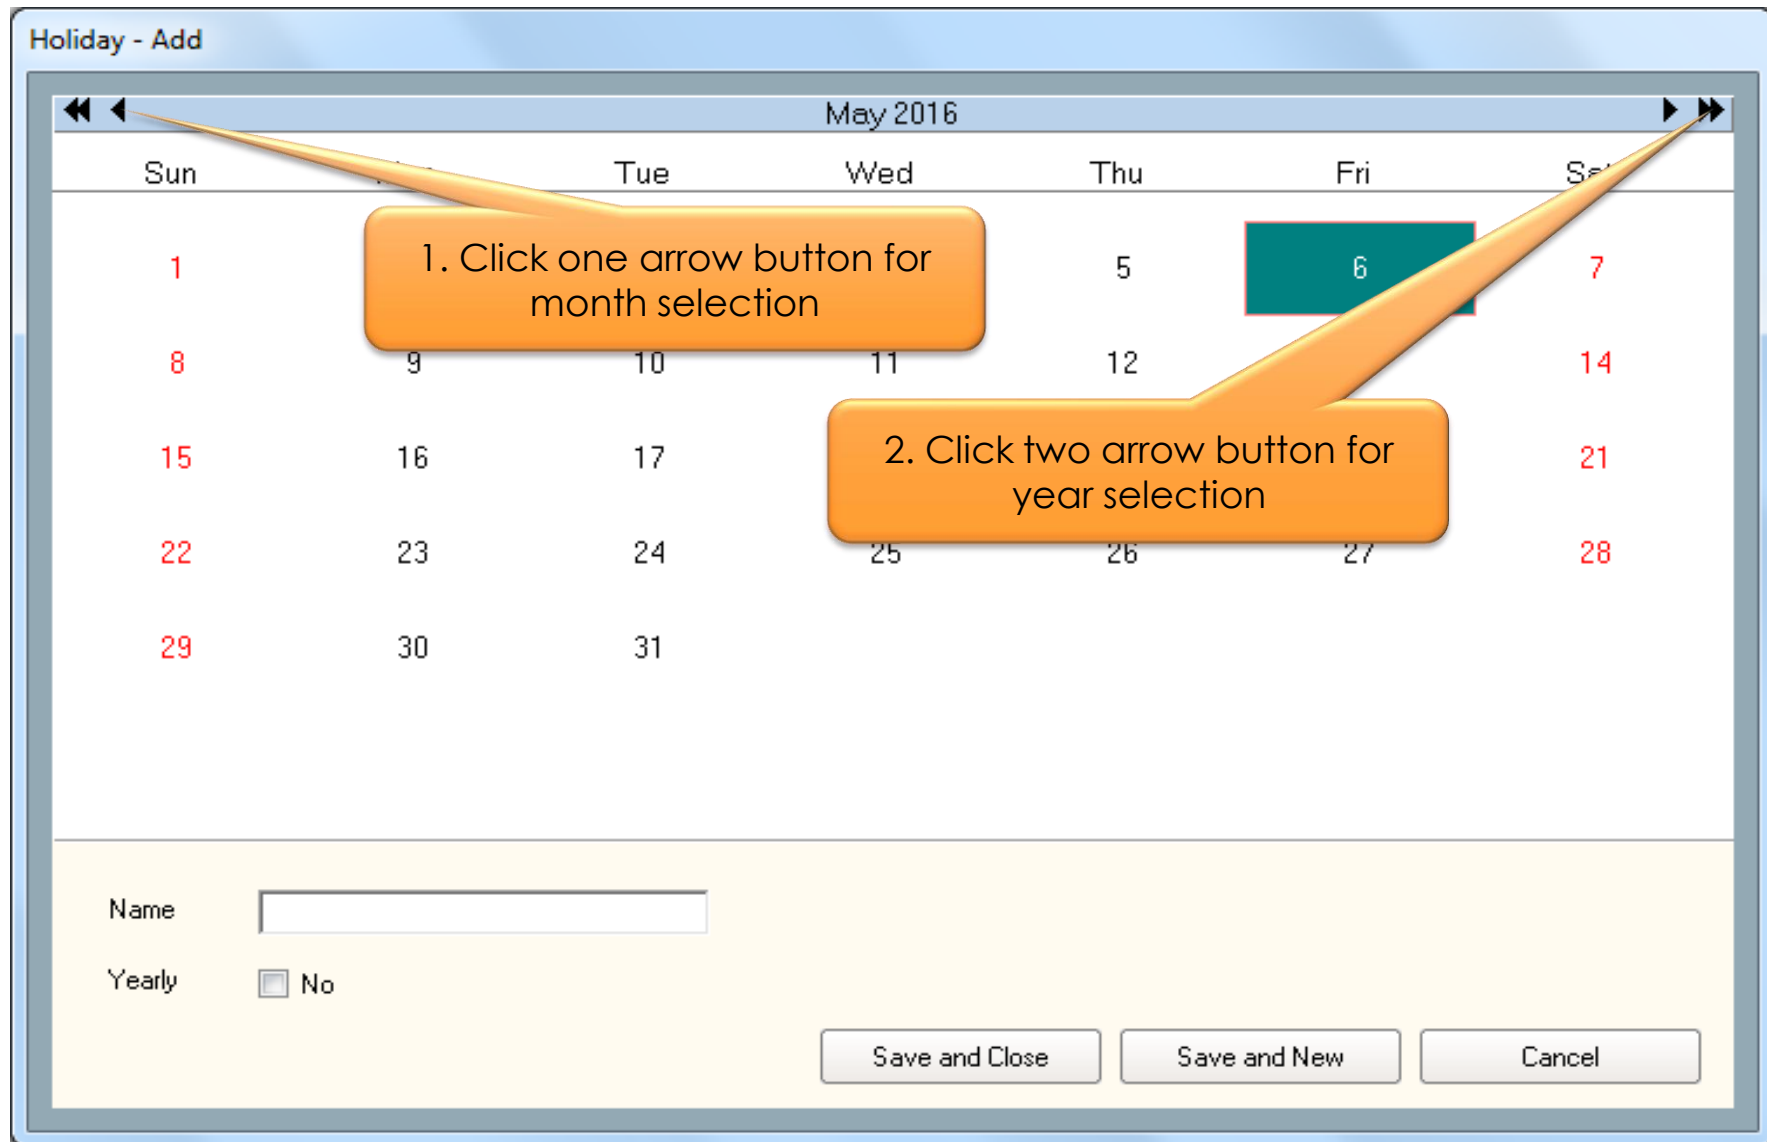 Holiday - Add
May 2016
Sun Tue Wed Thu Fri
1 5 6 7
1. Click one arrow button for
month selection
8 9 10 11 12 14
15 16 17 21
2. Click two arrow button for
year selection
22 23 24 25 26 27 28
29 30 31
Name
Yearly No
Save and Close Save and New Cancel